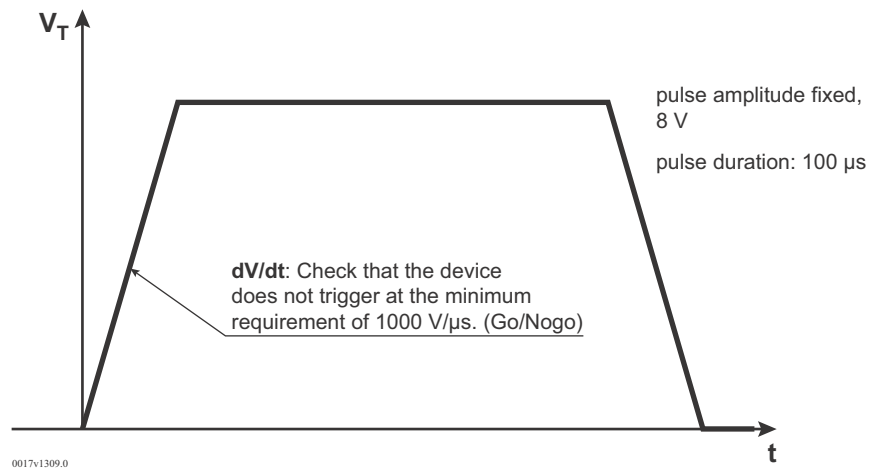 V_T
pulse amplitude fixed,
8 V
pulse duration: 100 µs
dV/dt: Check that the device
does not trigger at the minimum
requirement of 1000 V/µs. (Go/Nogo)
t
0017v1309.0